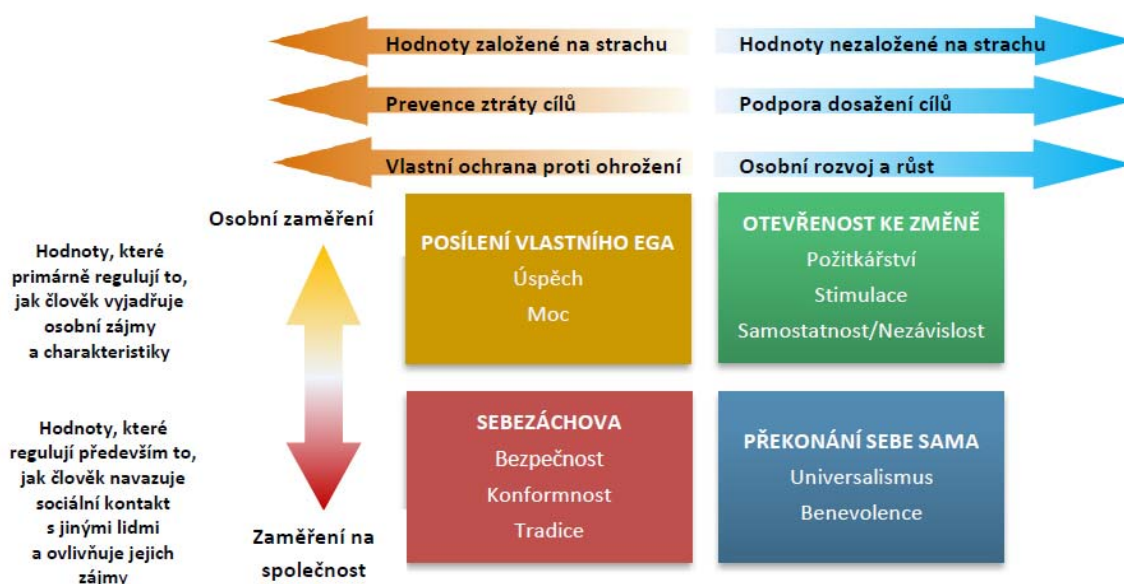 Hodnoty založené na strachu
Hodnoty nezaložené na strachu
Prevence ztráty cílů
Podpora dosažení cílů
Vlastní ochrana proti ohrožení
Osobní rozvoj a růst
Osobní zaměření
Hodnoty, které
primárně regulují to,
jak člověk vyjadřuje
osobní zájmy
a charakteristiky
POSÍLENÍ VLASTNÍHO EGA
Úspěch
Moc
OTEVŘENOST KE ZMĚNĚ
Požitkářství
Stimulace
Samostatnost/Nezávislost
Hodnoty, které
regulují především to,
jak člověk navazuje
sociální kontakt
s jinými lidmi
a ovlivňuje jejich
zájmy
Zaměření na
společnost
SEBEZÁCHOVA
Bezpečnost
Konformnost
Tradice
PŘEKONÁNÍ SEBE SAMA
Universalismus
Benevolence